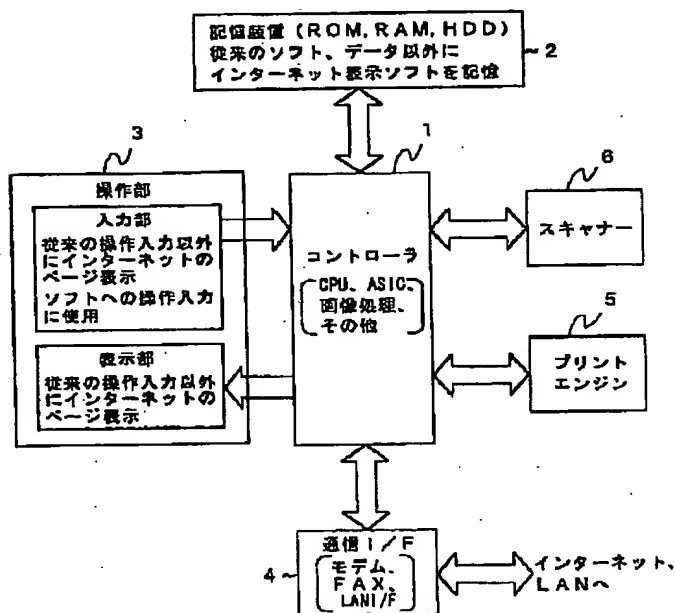 記憶装置(ROM,RAM,HDD)
従来のソフト、データ以外に
インターネット表示ソフトを記憶
2
3
操作部
入力部
従来の操作入力以外
にインターネットの
ページ表示
ソフトへの操作入力
に使用
表示部
従来の操作入力以外
にインターネットの
ページ表示
1
コントローラ
CPU、ASIC、
画像処理、
その他
6
スキャナー
5
プリント
エンジン
4
通信I/F
モデム、
FAX、
LANI/F
インターネット、
LANへ